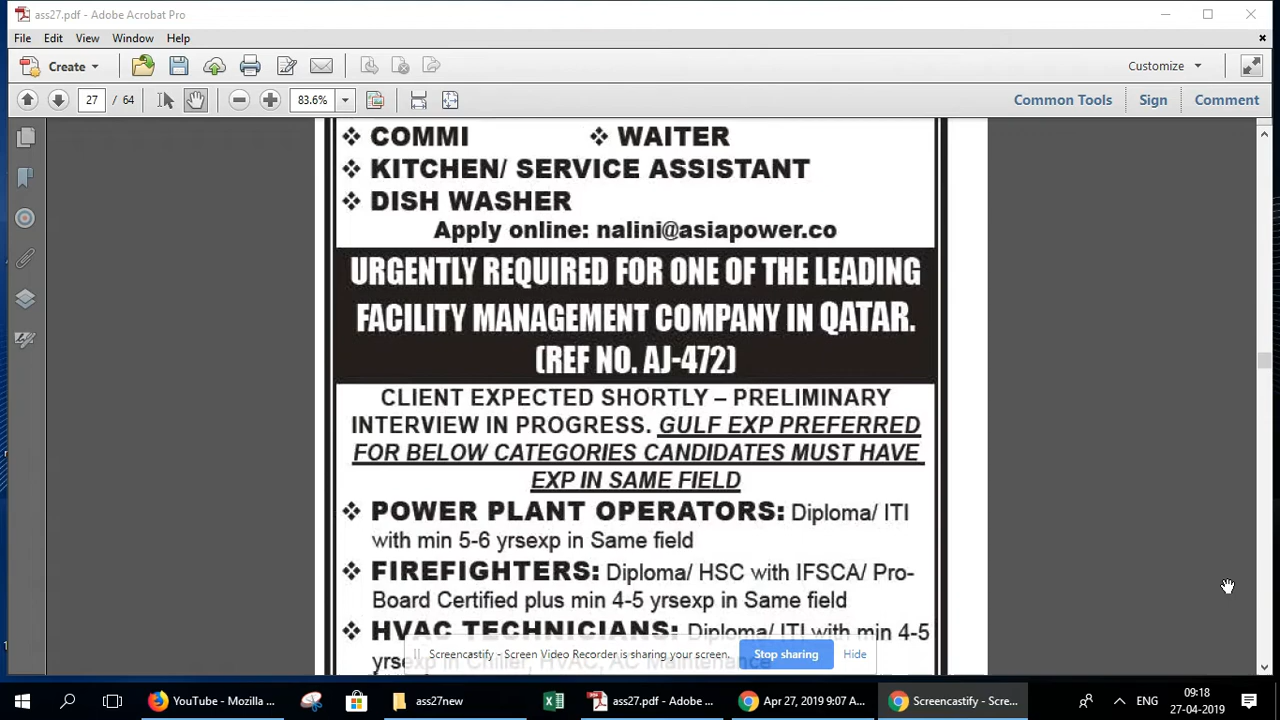 ass27.pdf - Adobe Acrobat Pro
File Edit View Window Help
Create Customize
27 / 64 83.6% Common Tools Sign Comment
❖ COMMI ❖ WAITER
❖ KITCHEN/ SERVICE ASSISTANT
❖ DISH WASHER
Apply online: nalini@asiapower.co
URGENTLY REQUIRED FOR ONE OF THE LEADING
FACILITY MANAGEMENT COMPANY IN QATAR.
(REF NO. AJ-472)
CLIENT EXPECTED SHORTLY – PRELIMINARY
INTERVIEW IN PROGRESS. GULF EXP PREFERRED
FOR BELOW CATEGORIES CANDIDATES MUST HAVE
EXP IN SAME FIELD
❖ POWER PLANT OPERATORS: Diploma/ ITI
with min 5-6 yrsexp in Same field
❖ FIREFIGHTERS: Diploma/ HSC with IFSCA/ Pro-
Board Certified plus min 4-5 yrsexp in Same field
❖ HVAC TECHNICIANS: Diploma/ ITI with min 4-5
yrsexp in Chiller, HVAC, AC Maintenance
Screencastify - Screen Video Recorder is sharing your screen. Stop sharing Hide
YouTube - Mozilla ... ass27new ass27.pdf - Adobe ... Apr 27, 2019 9:07 A... Screencastify - Scre... ENG 09:18
27-04-2019